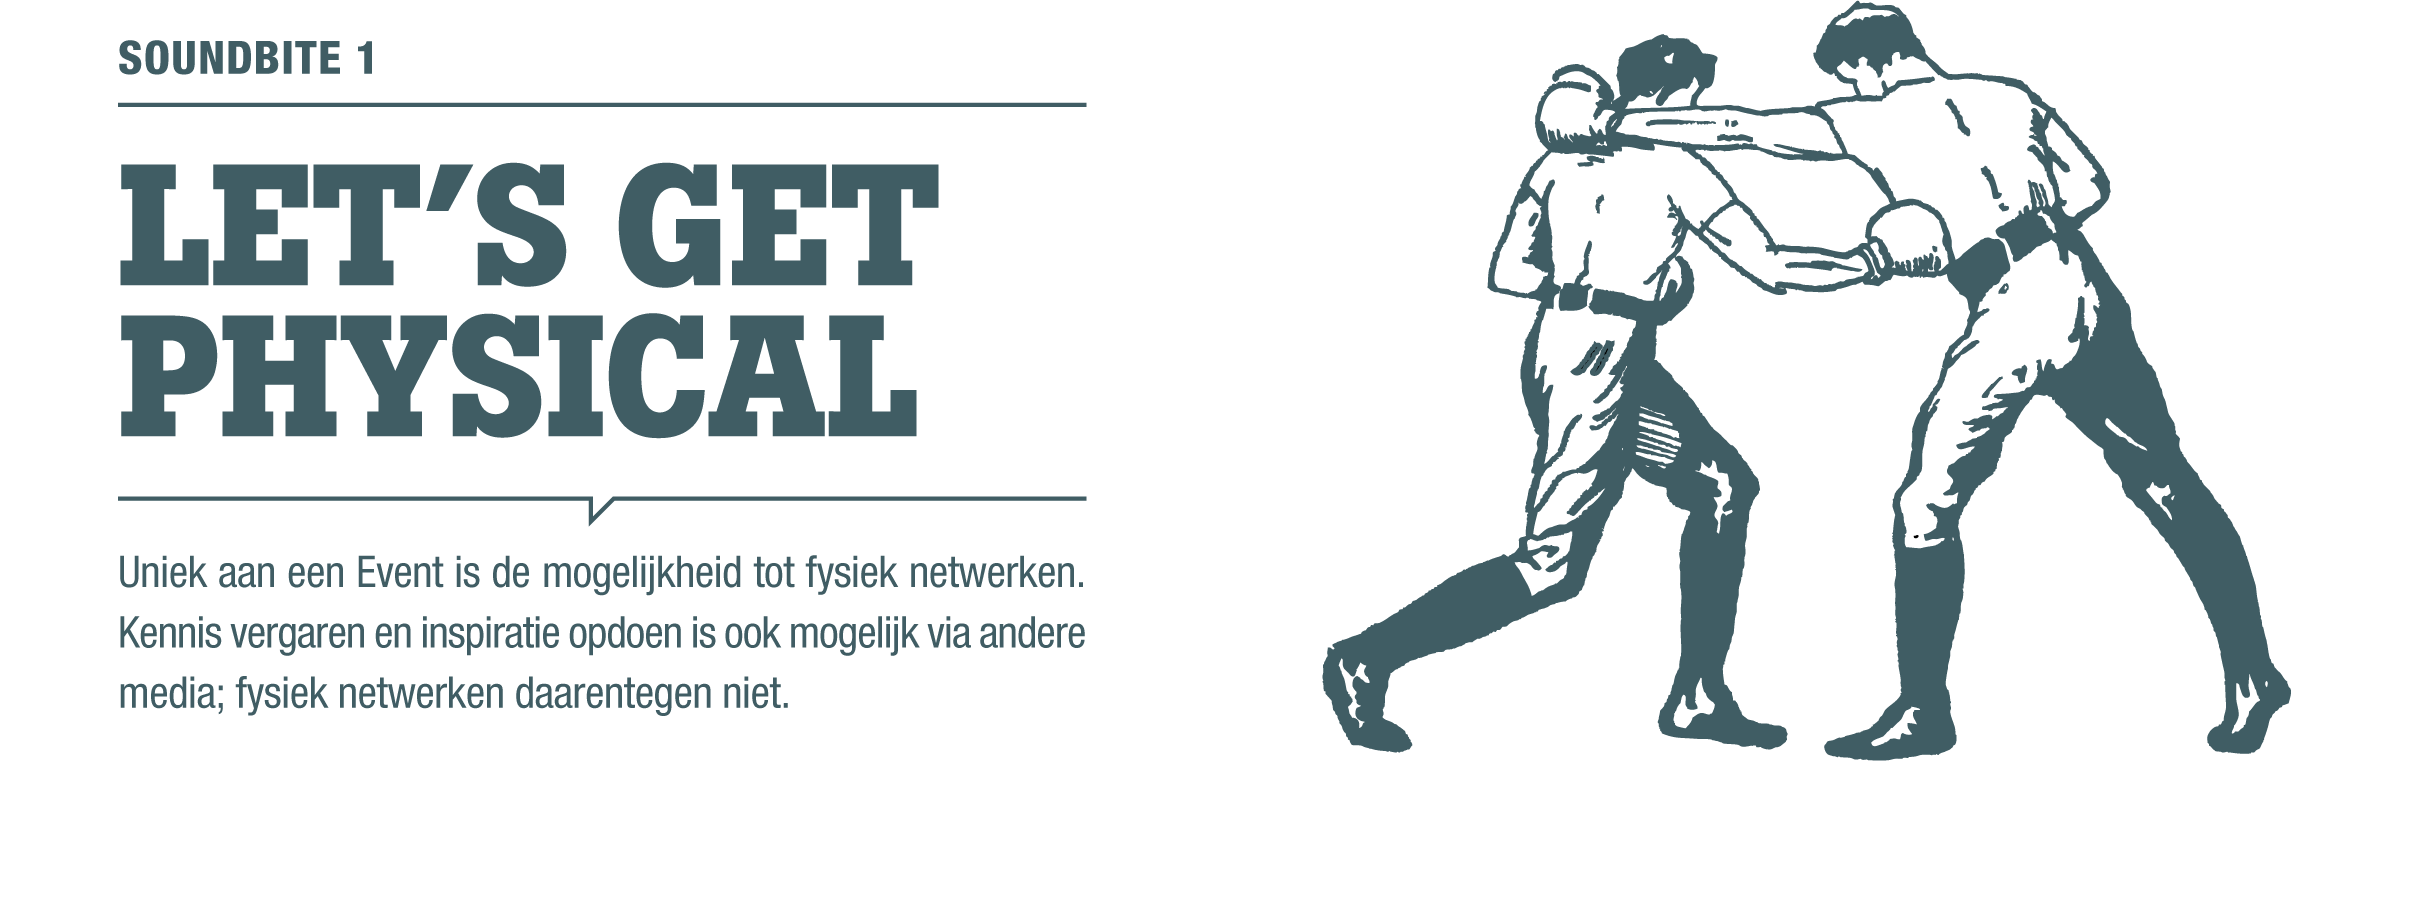 SOUNDBITE 1
LET’S GET
PHYSICAL
Uniek aan een Event is de mogelijkheid tot fysiek netwerken.
Kennis vergaren en inspiratie opdoen is ook mogelijk via andere
media; fysiek netwerken daarentegen niet.